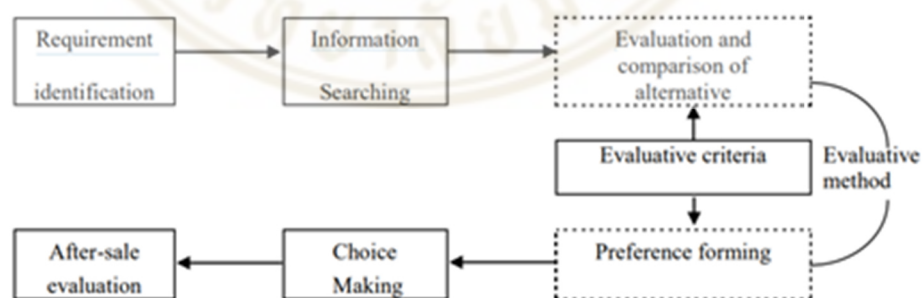 Requirement
identification
Information
Searching
Evaluation and
comparison of
alternative
Evaluative criteria
Evaluative
method
Preference forming
Choice
Making
After-sale
evaluation